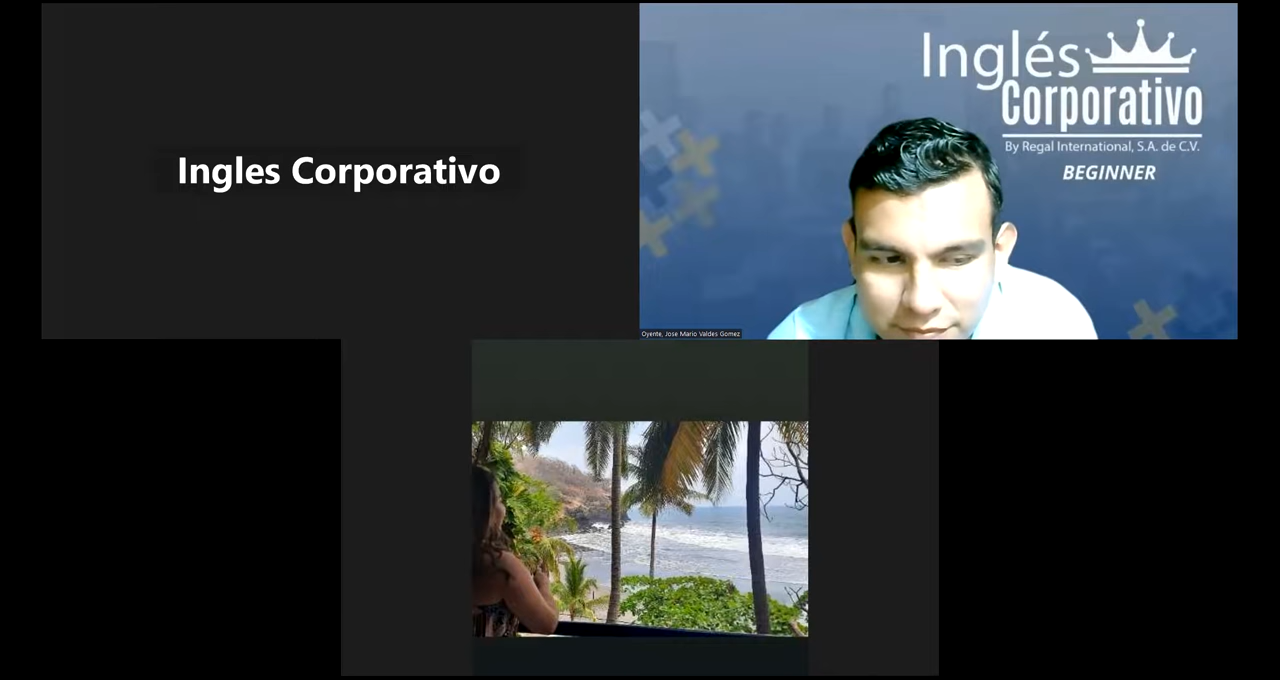 Ingles Corporativo
Inglés
Corporativo
By Regal International, S.A. de C.V.
BEGINNER
Oyente, Jose Mario Valdes Gomez